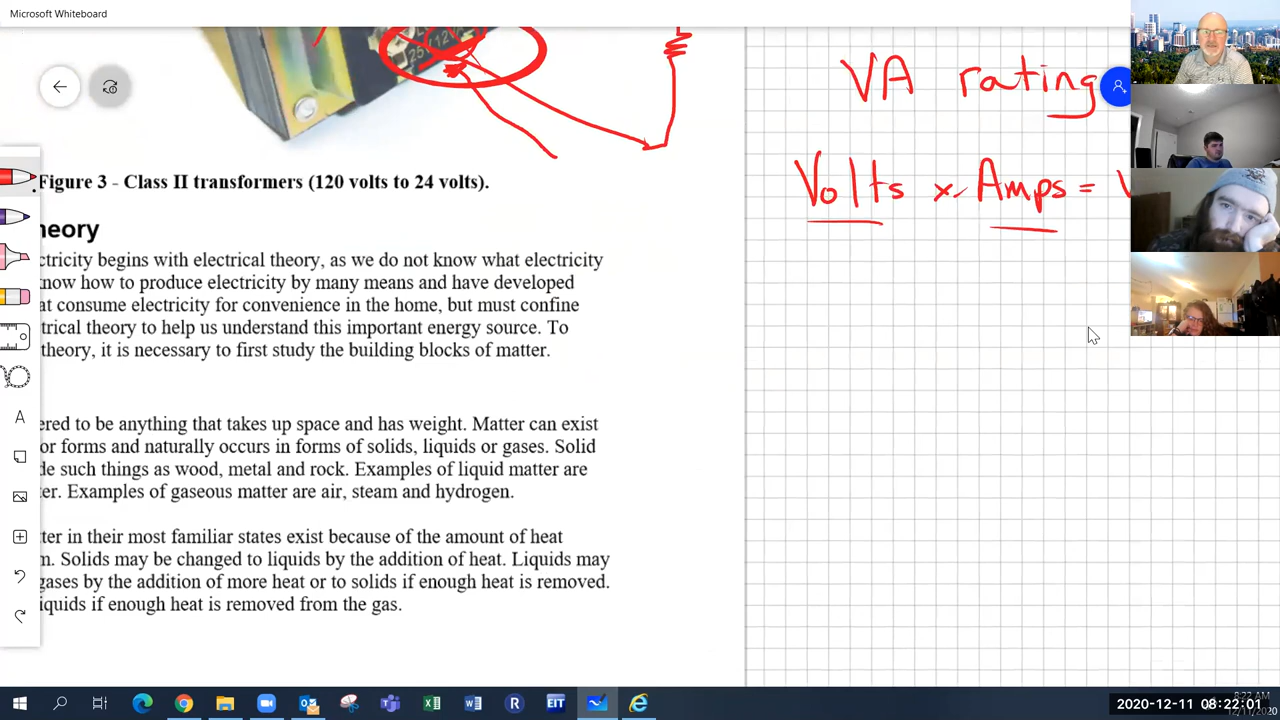 Microsoft Whiteboard
VA rating
Volts x Amps = V
Figure 3 - Class II transformers (120 volts to 24 volts).
heory
ctricity begins with electrical theory, as we do not know what electricity
now how to produce electricity by many means and have developed
at consume electricity for convenience in the home, but must confine
trical theory to help us understand this important energy source. To
theory, it is necessary to first study the building blocks of matter.
ered to be anything that takes up space and has weight. Matter can exist
or forms and naturally occurs in forms of solids, liquids or gases. Solid
de such things as wood, metal and rock. Examples of liquid matter are
er. Examples of gaseous matter are air, steam and hydrogen.
ter in their most familiar states exist because of the amount of heat
m. Solids may be changed to liquids by the addition of heat. Liquids may
gases by the addition of more heat or to solids if enough heat is removed.
iquids if enough heat is removed from the gas.
A
R
EIT
2020-12-11 08:22:01